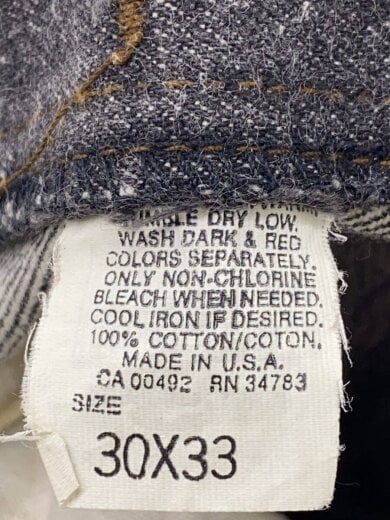 DRY LOW.
WASH DARK & RED
COLORS SEPARATELY.
ONLY NON-CHLORINE
BLEACH WHEN NEEDED.
COOL IRON IF DESIRED.
100% COTTON/COTON.
MADE IN U.S.A.
CA 00492 RN 34783
SIZE
30X33